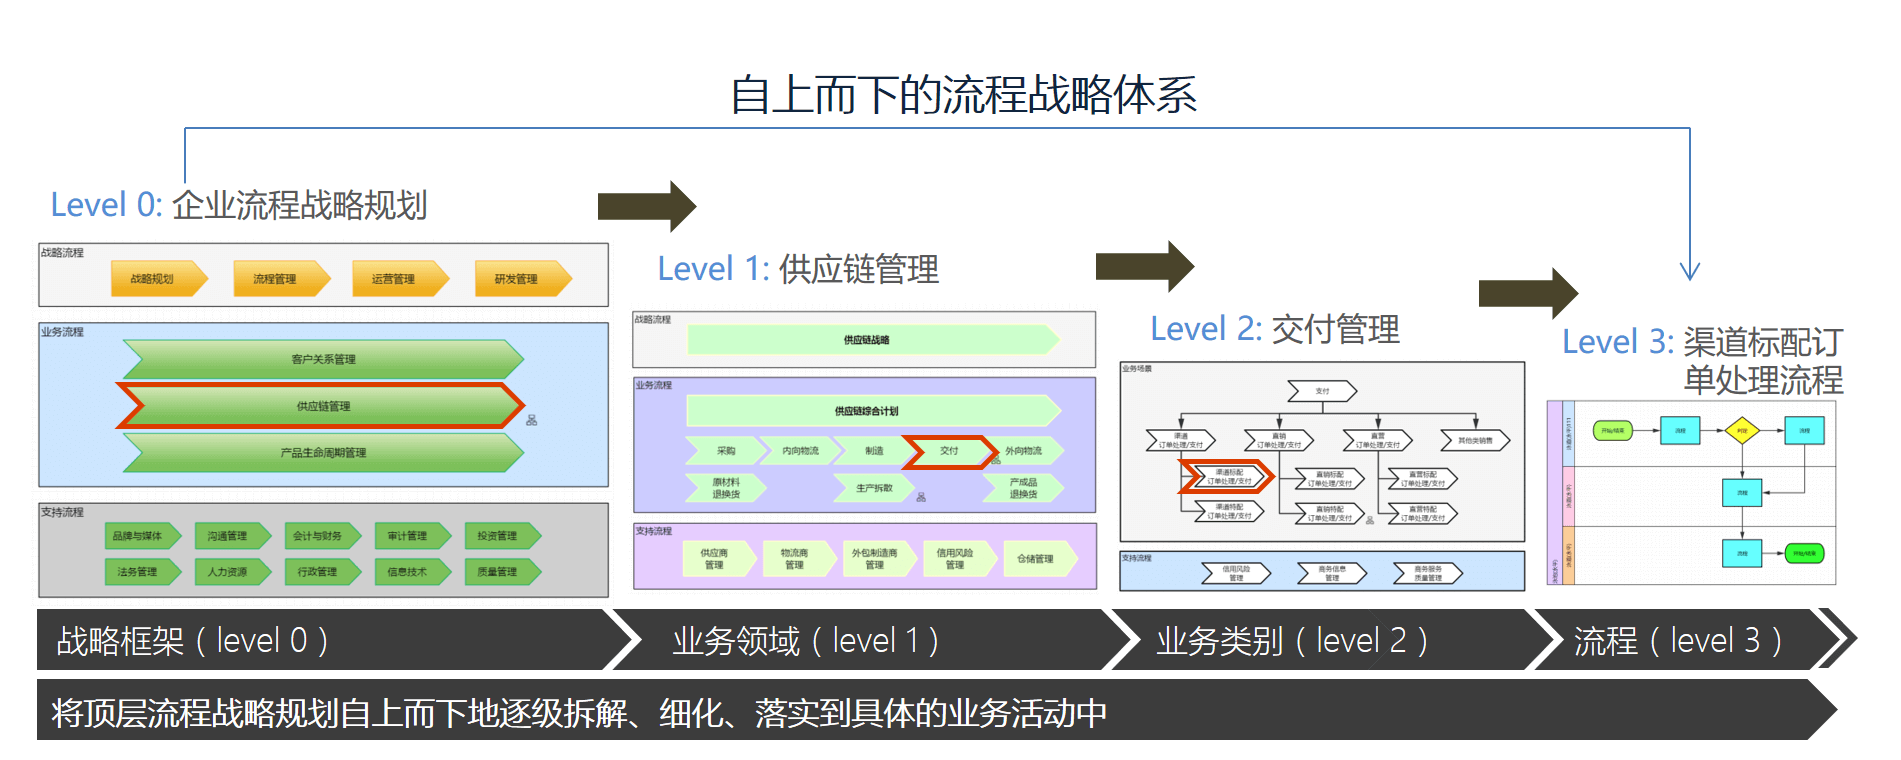 自上而下的流程战略体系
Level 0: 企业流程战略规划
战略流程
战略规划
流程管理
运营管理
研发管理
业务流程
客户关系管理
供应链管理
产品生命周期管理
支持流程
品牌与媒体
沟通管理
会计与财务
审计管理
投资管理
法务管理
人力资源
行政管理
信息技术
质量管理
Level 1: 供应链管理
战略流程
供应链战略
业务流程
供应链综合计划
采购
内向物流
制造
交付
外向物流
原材料
退换货
生产拆散
产成品
退换货
支持流程
供应商
管理
物流商
管理
外包制造商
管理
信用风险
管理
仓储管理
Level 2: 交付管理
业务场景
支付
渠道
订单处理/支付
直销
订单处理/支付
直营
订单处理/支付
其他类销售
渠道标配
订单处理/支付
直销标配
订单处理/支付
直营标配
订单处理/支付
渠道特配
订单处理/支付
直销特配
订单处理/支付
直营特配
订单处理/支付
支持流程
信用风险
管理
商务信息
管理
商务服务
质量管理
Level 3: 渠道标配订
单处理流程
开始/结束
流程
判定
流程
流程
流程
开始/结束
战略框架（level 0）
业务领域（level 1）
业务类别（level 2）
流程（level 3）
将顶层流程战略规划自上而下地逐级拆解、细化、落实到具体的业务活动中